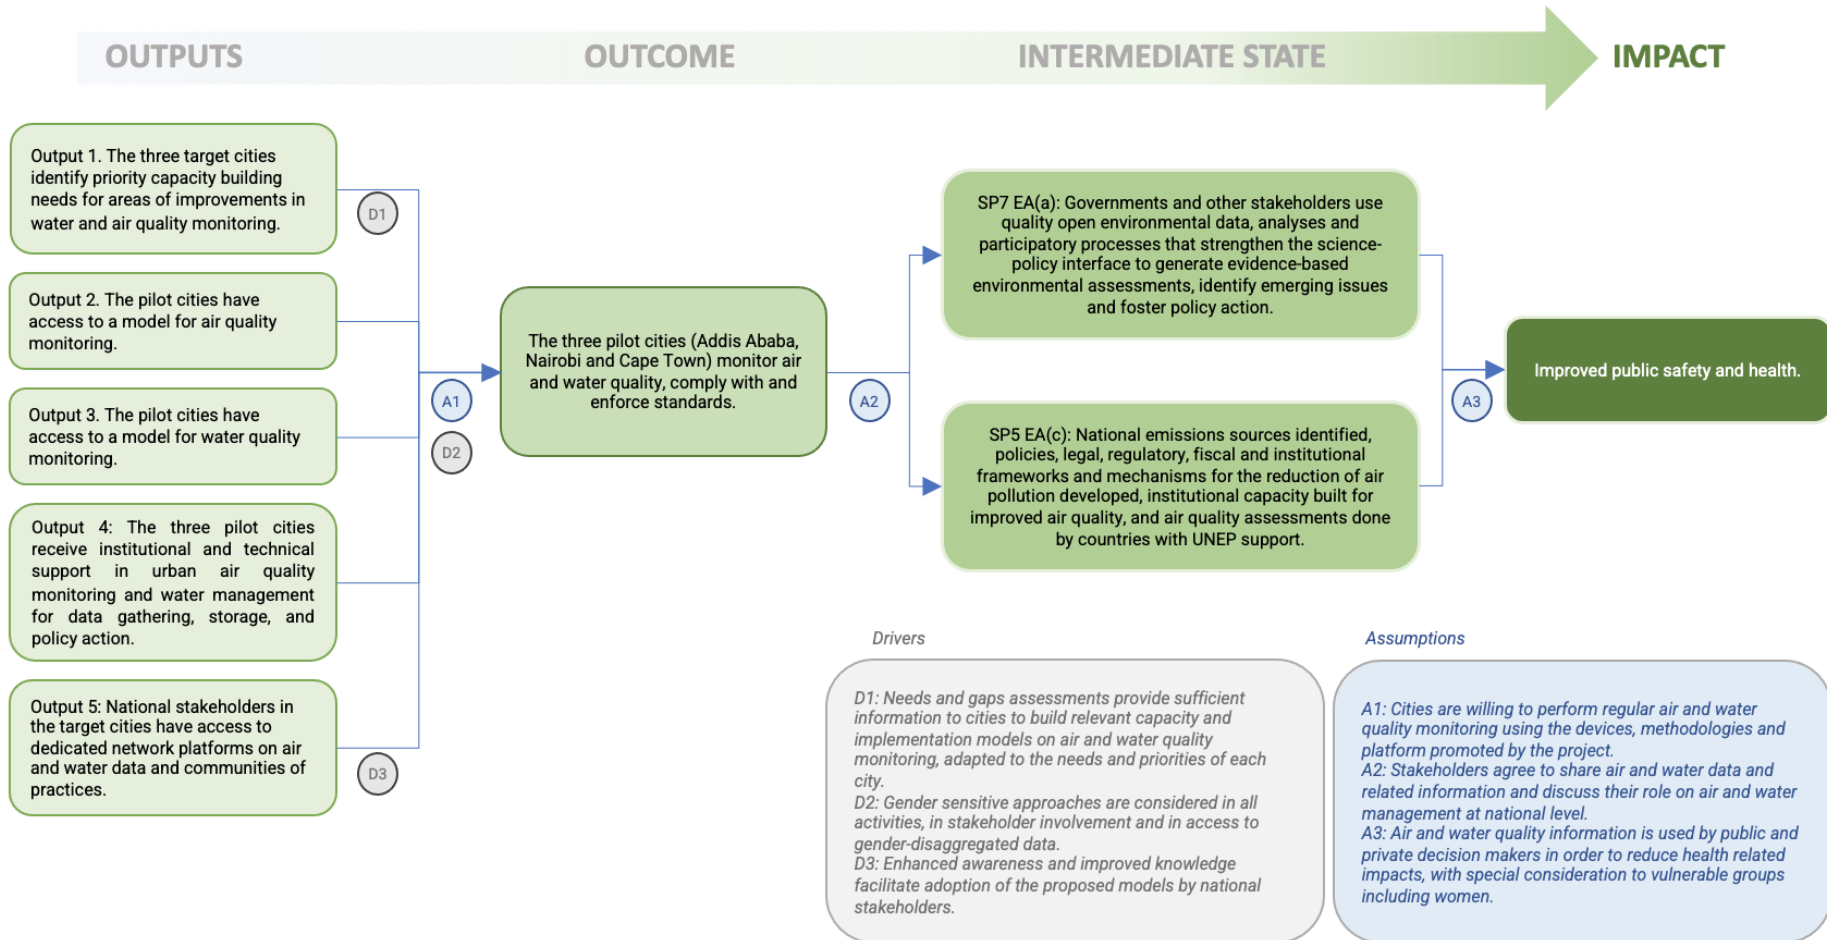 OUTPUTS
OUTCOME
INTERMEDIATE STATE
IMPACT
Output 1. The three target cities
identify priority capacity building
needs for areas of improvements in
water and air quality monitoring.
D1
Output 2. The pilot cities have
access to a model for air quality
monitoring.
Output 3. The pilot cities have
access to a model for water quality
monitoring.
Output 4: The three pilot cities
receive institutional and technical
support in urban air quality
monitoring and water management
for data gathering, storage, and
policy action.
Output 5: National stakeholders in
the target cities have access to
dedicated network platforms on air
and water data and communities of
practices.
D3
A1
D2
The three pilot cities (Addis Ababa,
Nairobi and Cape Town) monitor air
and water quality, comply with and
enforce standards.
A2
SP7 EA(a): Governments and other stakeholders use
quality open environmental data, analyses and
participatory processes that strengthen the science-
policy interface to generate evidence-based
environmental assessments, identify emerging issues
and foster policy action.
SP5 EA(c): National emissions sources identified,
policies, legal, regulatory, fiscal and institutional
frameworks and mechanisms for the reduction of air
pollution developed, institutional capacity built for
improved air quality, and air quality assessments done
by countries with UNEP support.
A3
Improved public safety and health.
Drivers
D1: Needs and gaps assessments provide sufficient
information to cities to build relevant capacity and
implementation models on air and water quality
monitoring, adapted to the needs and priorities of each
city.
D2: Gender sensitive approaches are considered in all
activities, in stakeholder involvement and in access to
gender-disaggregated data.
D3: Enhanced awareness and improved knowledge
facilitate adoption of the proposed models by national
stakeholders.
Assumptions
A1: Cities are willing to perform regular air and water
quality monitoring using the devices, methodologies and
platform promoted by the project.
A2: Stakeholders agree to share air and water data and
related information and discuss their role on air and water
management at national level.
A3: Air and water quality information is used by public and
private decision makers in order to reduce health related
impacts, with special consideration to vulnerable groups
including women.